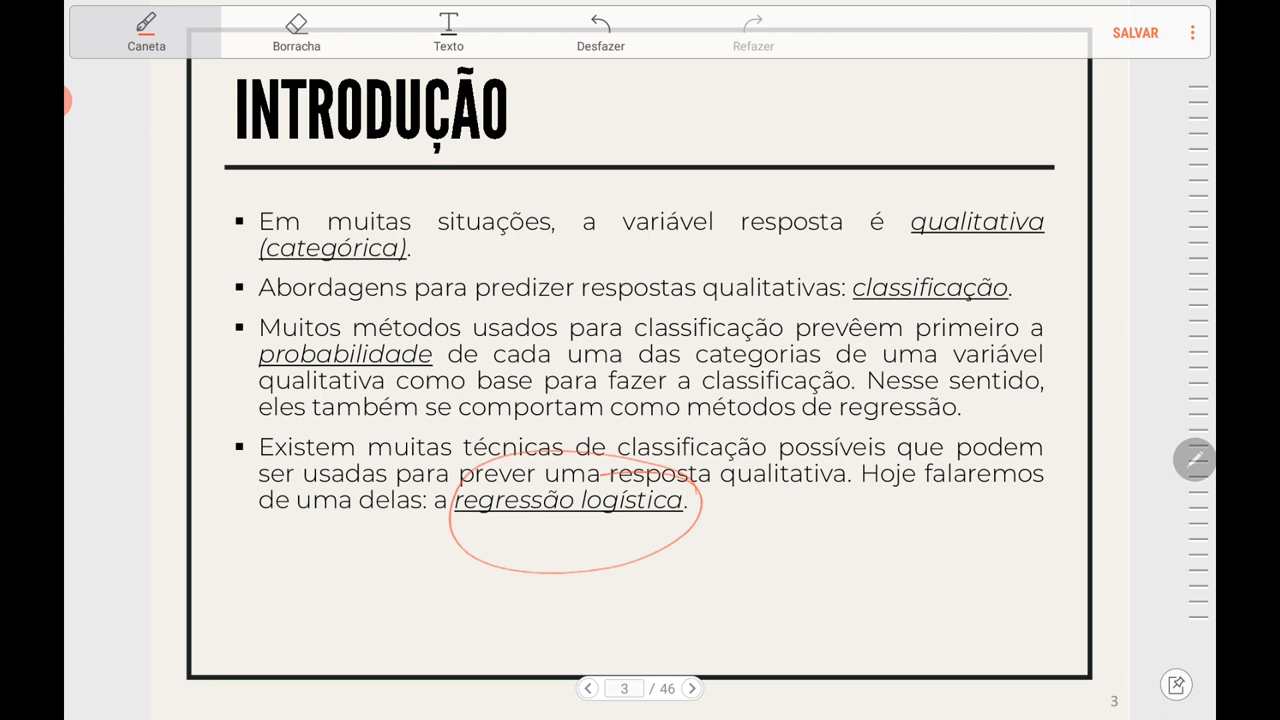 Caneta
Borracha
Texto
Desfazer
Refazer
SALVAR
INTRODUÇÃO
▪ Em muitas situações, a variável resposta é qualitativa
(categórica).
▪ Abordagens para predizer respostas qualitativas: classificação.
▪ Muitos métodos usados para classificação prevêem primeiro a
probabilidade de cada uma das categorias de uma variável
qualitativa como base para fazer a classificação. Nesse sentido,
eles também se comportam como métodos de regressão.
▪ Existem muitas técnicas de classificação possíveis que podem
ser usadas para prever uma resposta qualitativa. Hoje falaremos
de uma delas: a regressão logística.
3 / 46
3